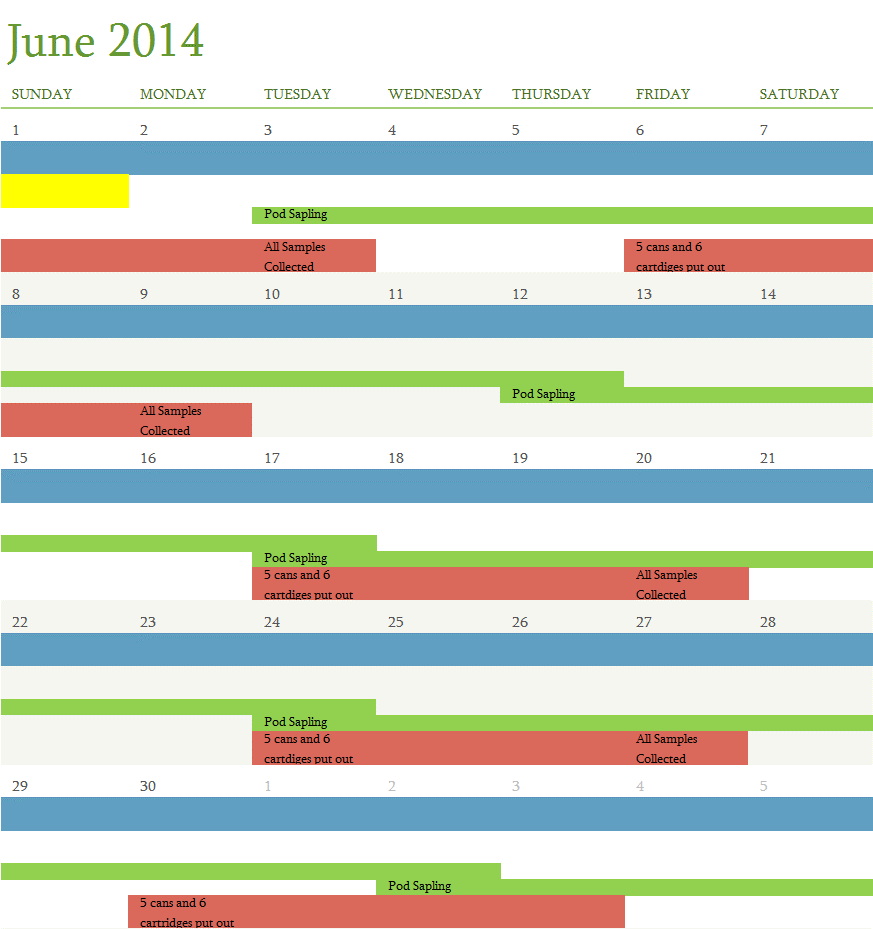 June 2014
SUNDAY MONDAY TUESDAY WEDNESDAY THURSDAY FRIDAY SATURDAY
1 2 3 4 5 6 7
Pod Sapling
All Samples 5 cans and 6
Collected cartdiges put out
8 9 10 11 12 13 14
Pod Sapling
All Samples
Collected
15 16 17 18 19 20 21
Pod Sapling
5 cans and 6 All Samples
cartdiges put out Collected
22 23 24 25 26 27 28
Pod Sapling
5 cans and 6 All Samples
cartdiges put out Collected
29 30 1 2 3 4 5
Pod Sapling
5 cans and 6
cartridges put out